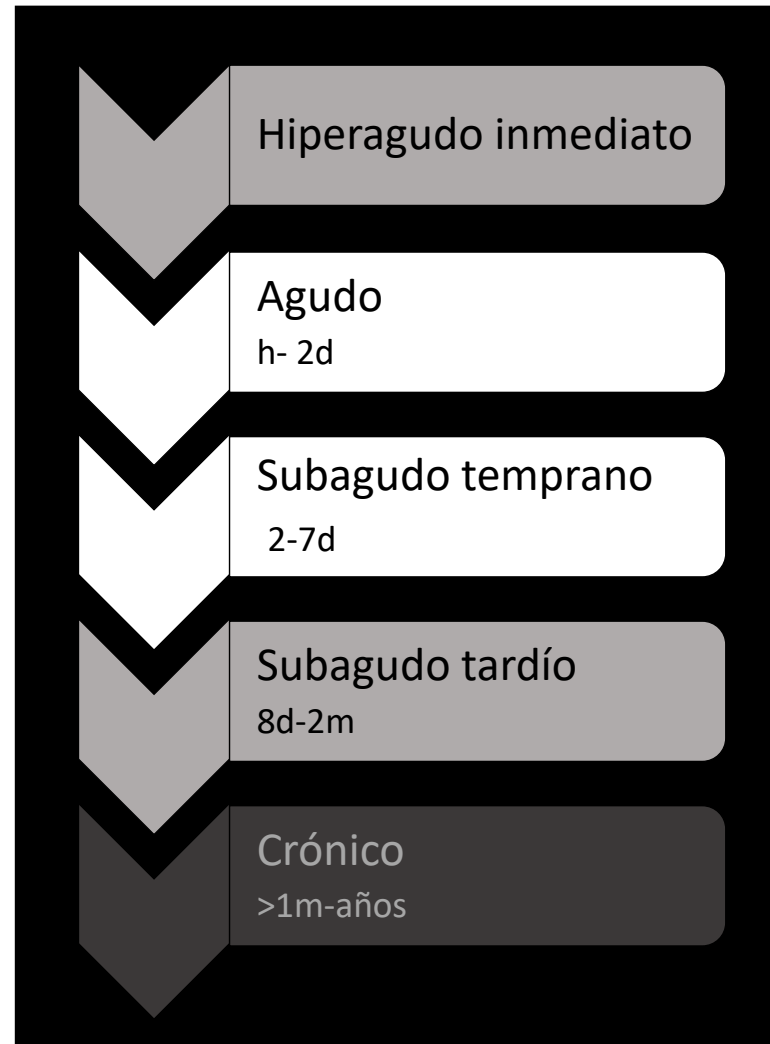 Hiperagudo inmediato
Agudo
h- 2d
Subagudo temprano
2-7d
Subagudo tardío
8d-2m
Crónico
>1m-años